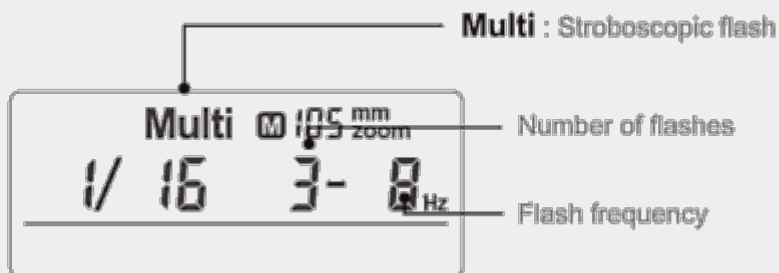 Multi : Stroboscopic flash
Multi M 105 mm zoom
Number of flashes
1/ 16 3- 8 Hz
Flash frequency